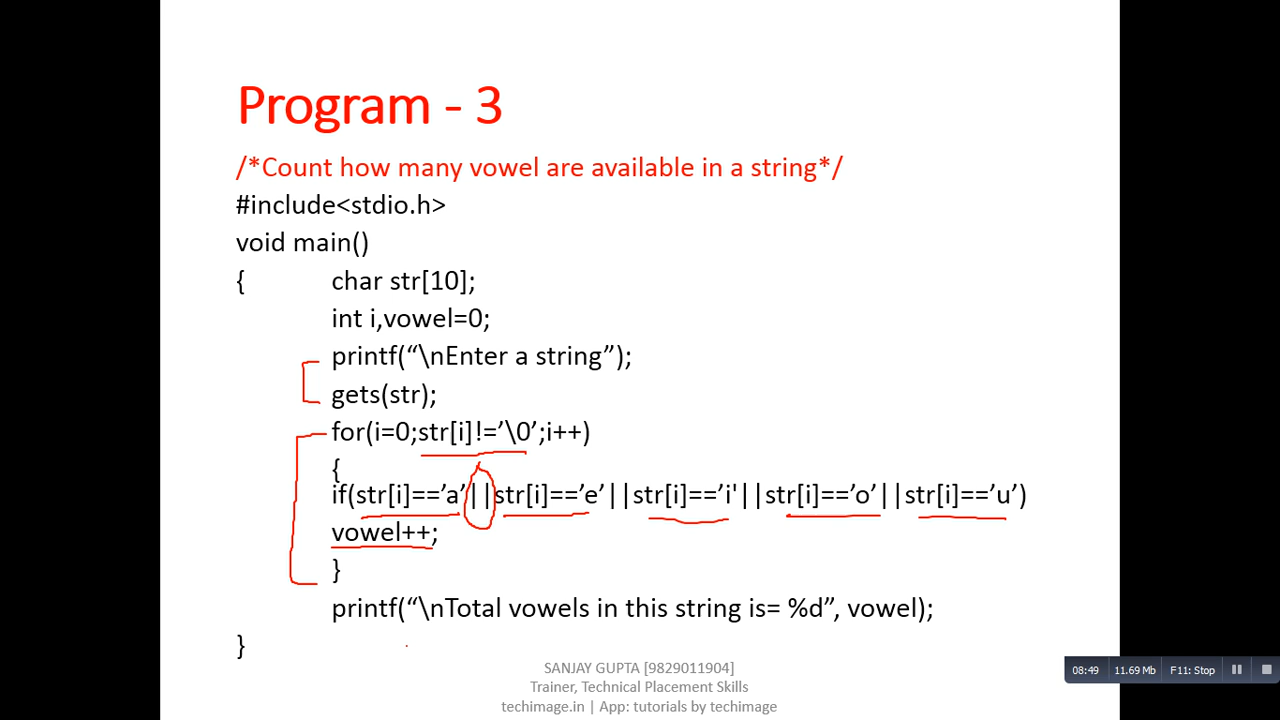 Program - 3
/*Count how many vowel are available in a string*/
#include<stdio.h>
void main()
{ char str[10];
int i,vowel=0;
printf(“\nEnter a string”);
gets(str);
for(i=0;str[i]!=’\0’;i++)
{
if(str[i]==’a’||str[i]==’e’||str[i]==’i'||str[i]==’o’||str[i]==’u’)
vowel++;
}
printf(“\nTotal vowels in this string is= %d”, vowel);
}
SANJAY GUPTA [9829011904]
Trainer, Technical Placement Skills
techimage.in | App: tutorials by techimage
08:49 11.69 Mb F11: Stop